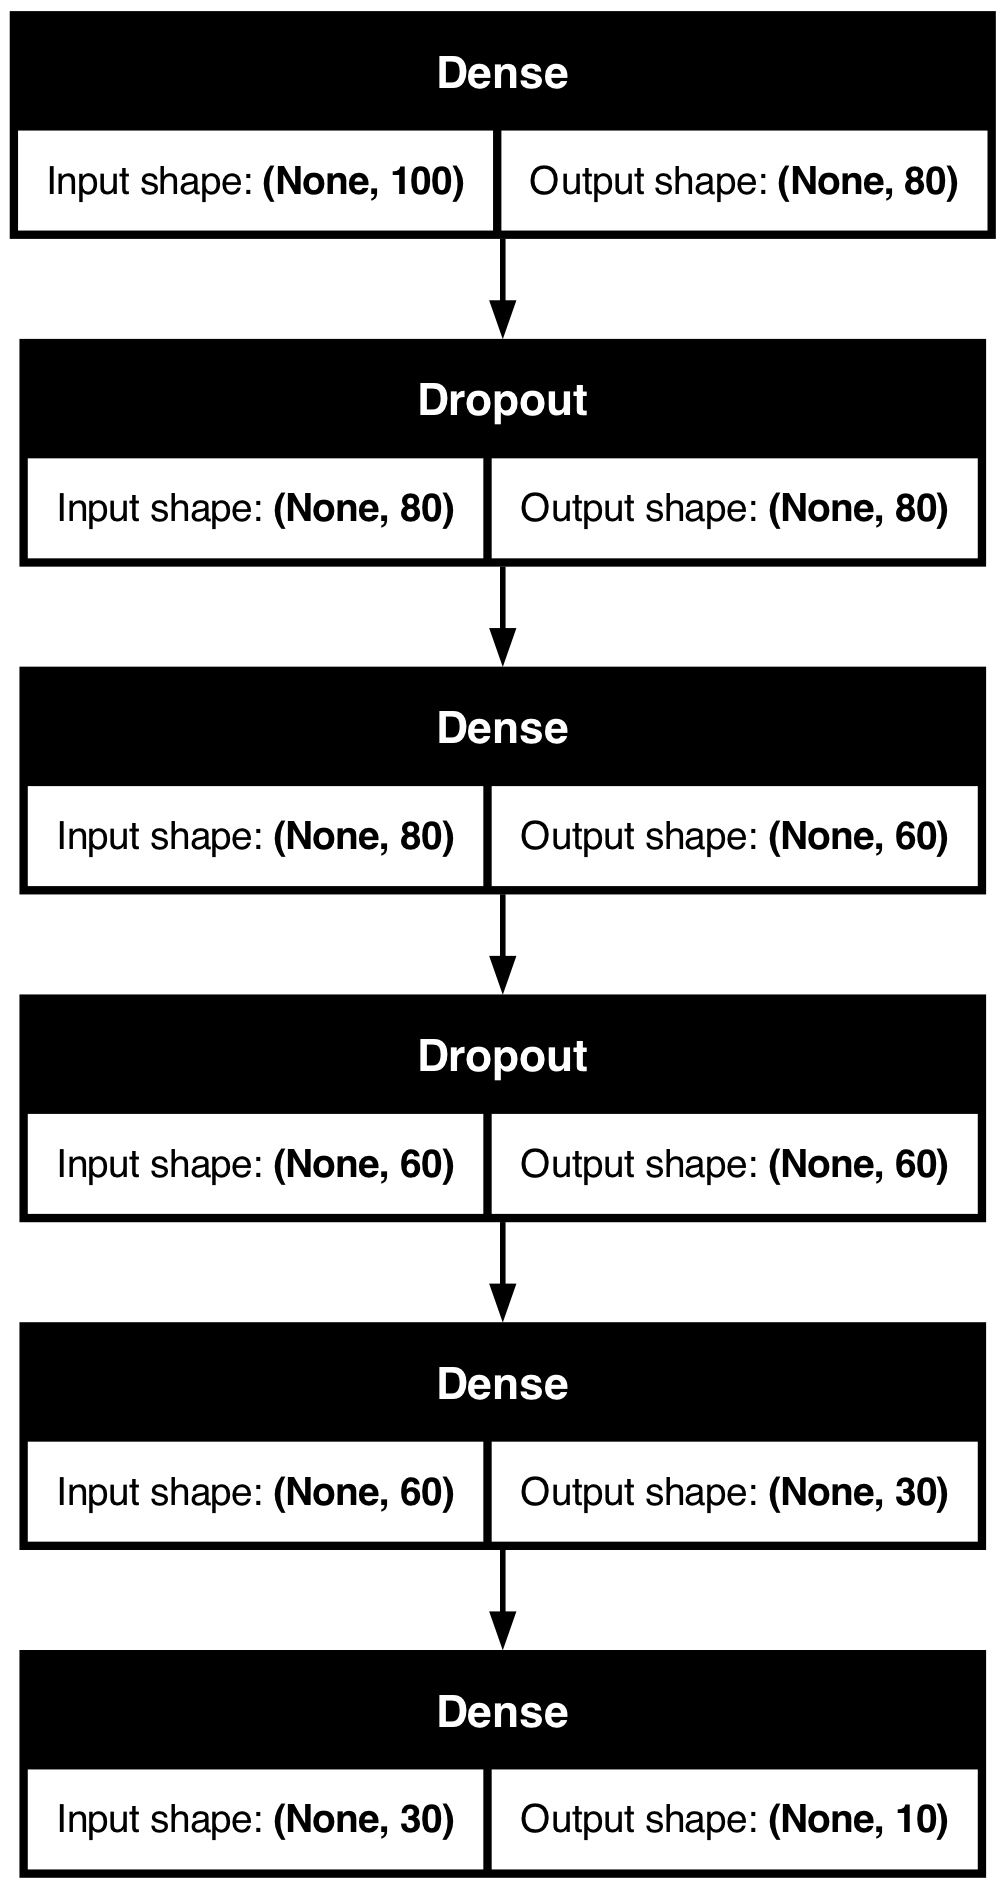 Dense
Input shape: (None, 100) Output shape: (None, 80)
Dropout
Input shape: (None, 80) Output shape: (None, 80)
Dense
Input shape: (None, 80) Output shape: (None, 60)
Dropout
Input shape: (None, 60) Output shape: (None, 60)
Dense
Input shape: (None, 60) Output shape: (None, 30)
Dense
Input shape: (None, 30) Output shape: (None, 10)